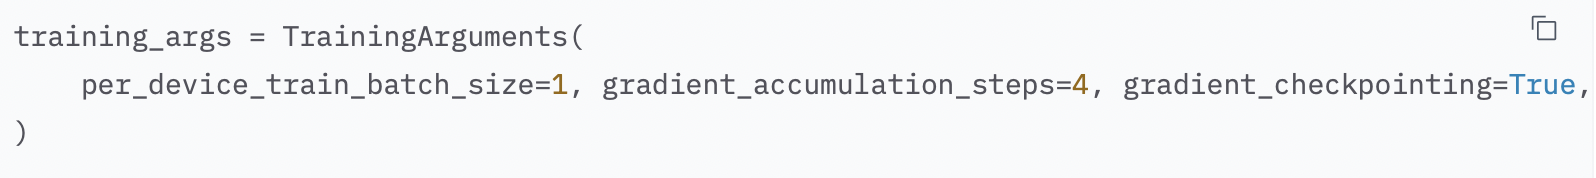 training_args = TrainingArguments(
    per_device_train_batch_size=1, gradient_accumulation_steps=4, gradient_checkpointing=True,
)